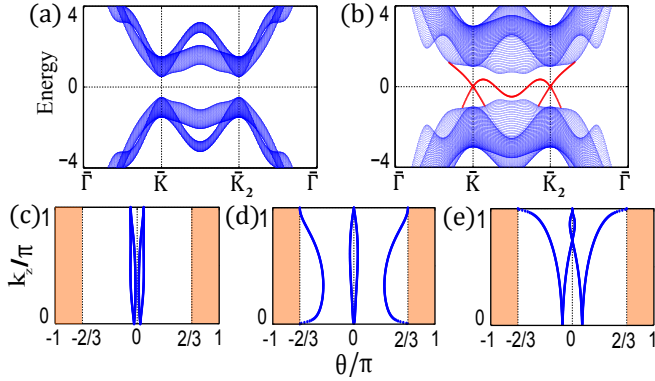 (a) (b)
4 4
Energy
0 0
−4 −4
Γ̄ K̄ K̄₂ Γ̄ Γ̄ K̄ K̄₂ Γ̄
(c) (d) (e)
1 1 1
k_z/π
0 0 0
-1 -2/3 0 2/3 1 -1 -2/3 0 2/3 1 -1 -2/3 0 2/3 1
θ/π